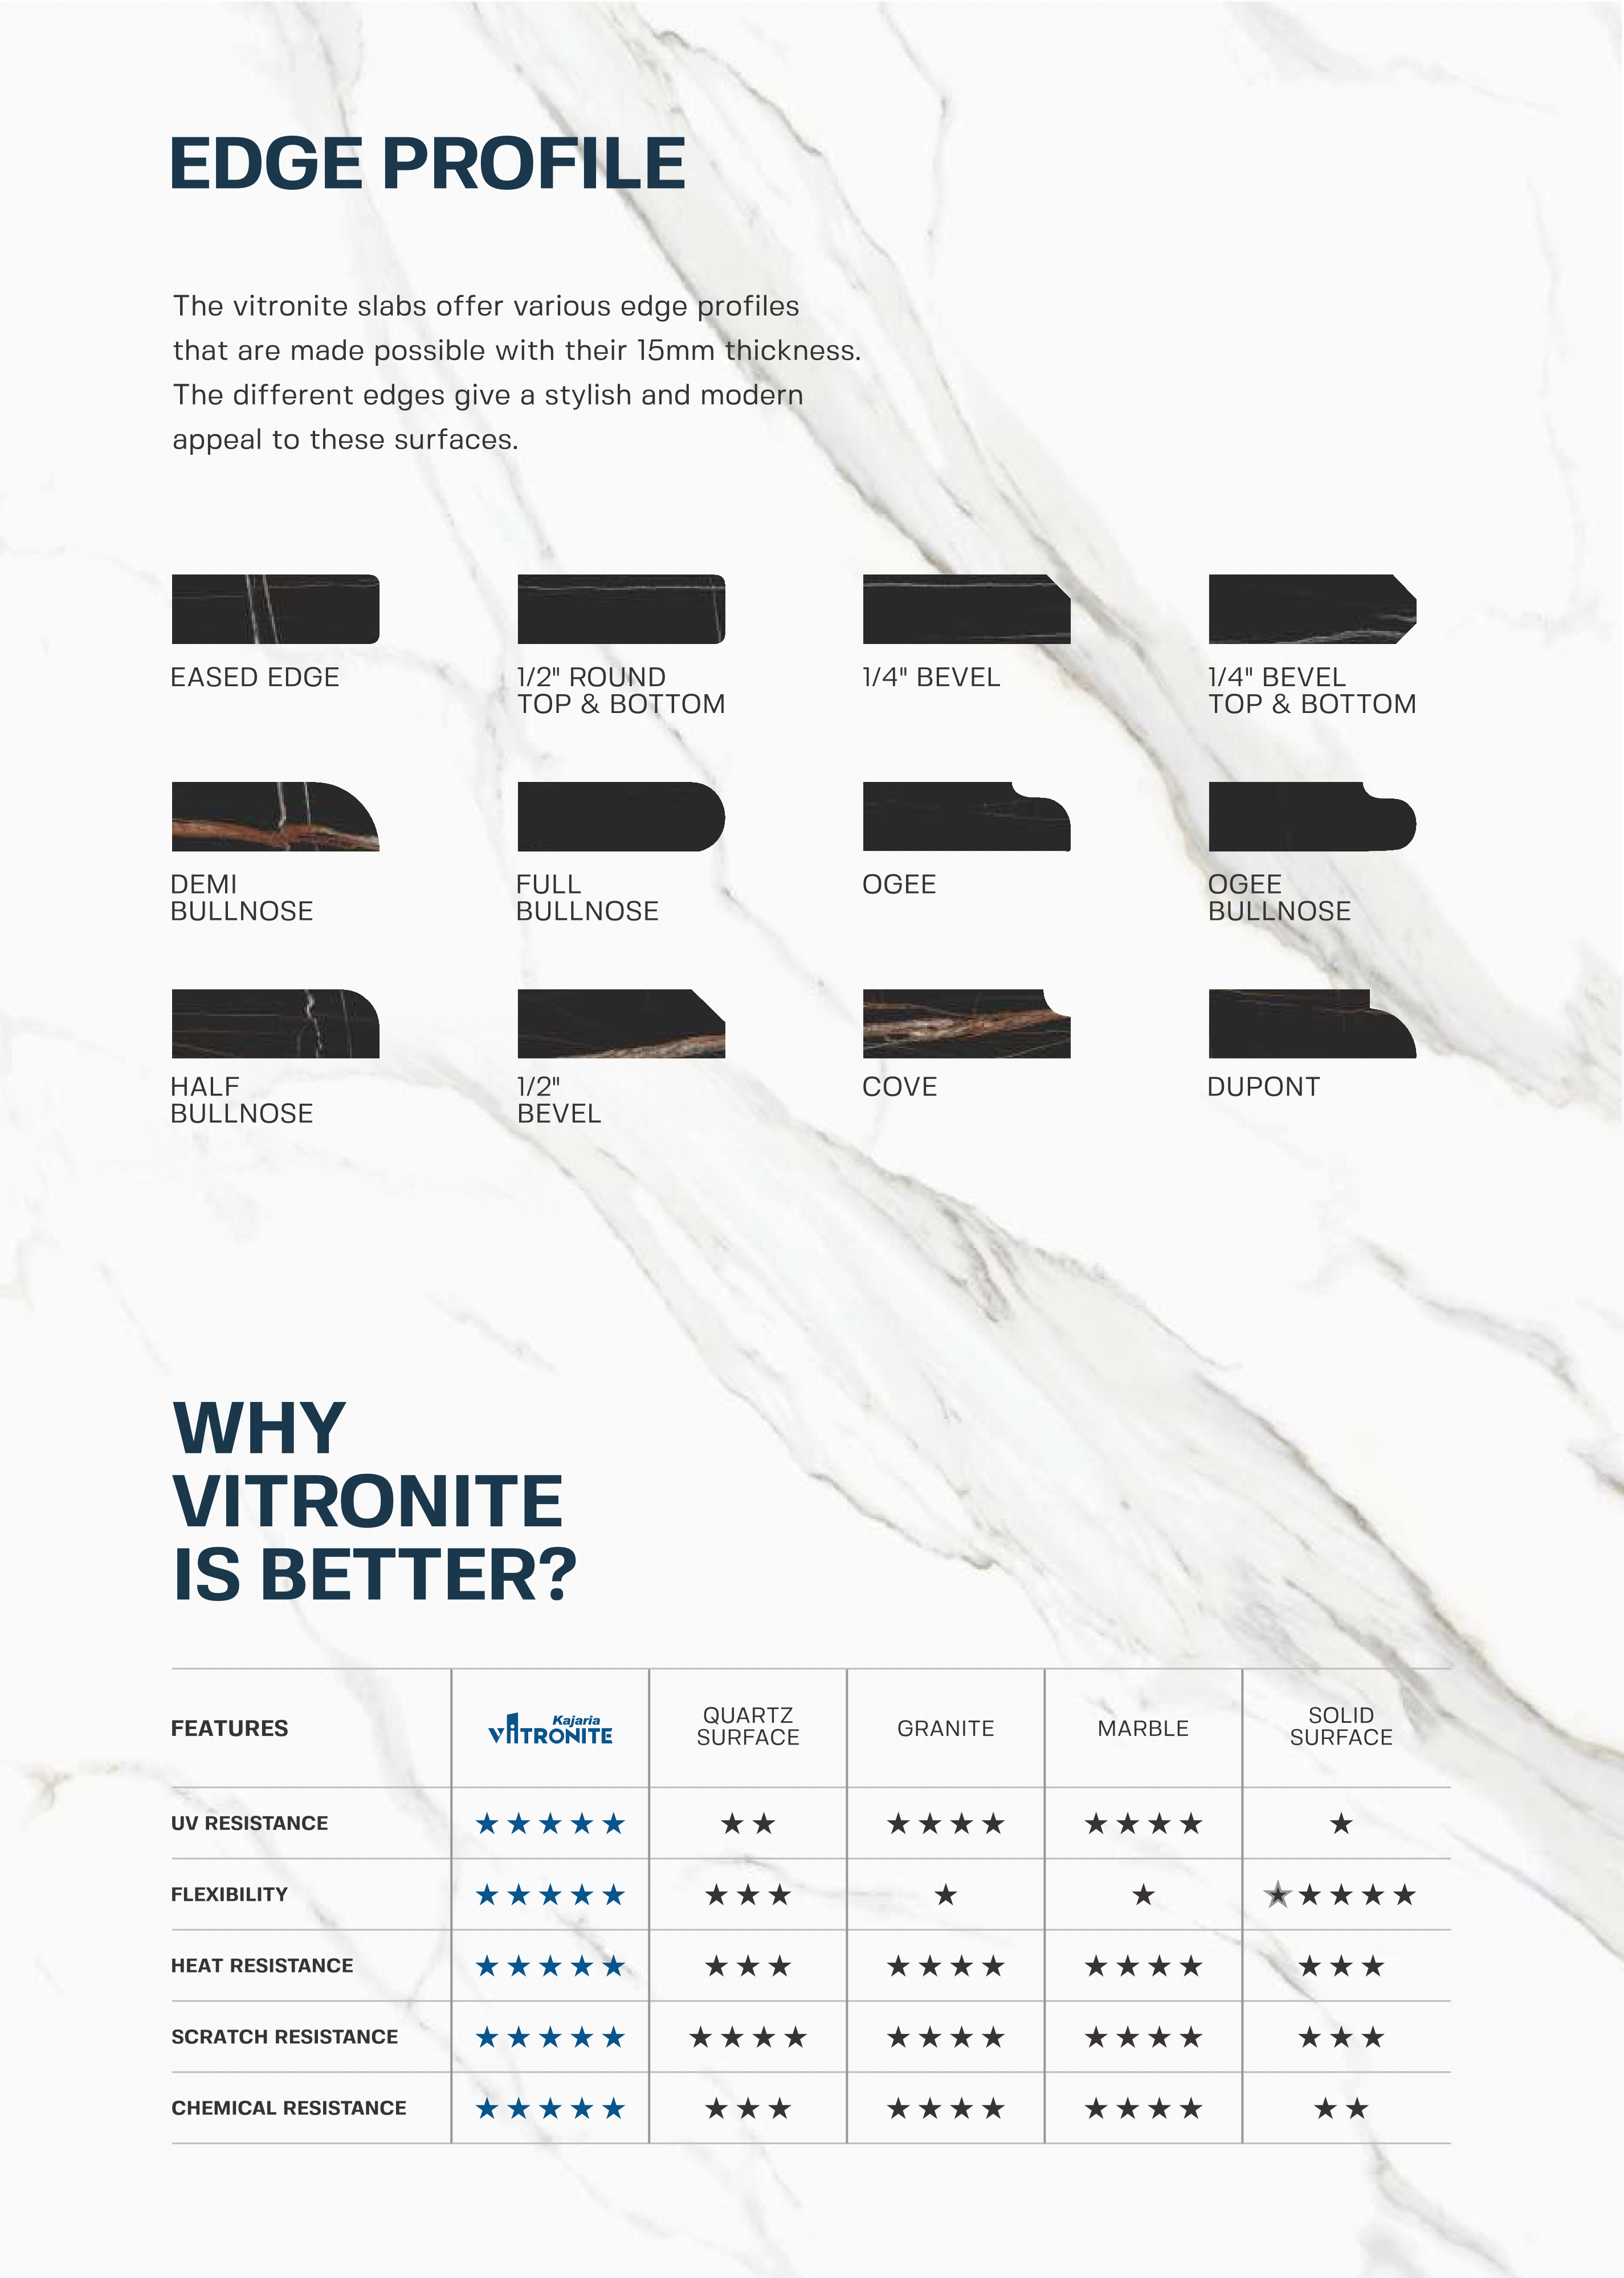 EDGE PROFILE
The vitronite slabs offer various edge profiles
that are made possible with their 15mm thickness.
The different edges give a stylish and modern
appeal to these surfaces.
EASED EDGE
1/2" ROUND
TOP & BOTTOM
1/4" BEVEL
1/4" BEVEL
TOP & BOTTOM
DEMI
BULLNOSE
FULL
BULLNOSE
OGEE
OGEE
BULLNOSE
HALF
BULLNOSE
1/2"
BEVEL
COVE
DUPONT
WHY
VITRONITE
IS BETTER?
FEATURES
Kajaria
VITRONITE
QUARTZ
SURFACE
GRANITE
MARBLE
SOLID
SURFACE
UV RESISTANCE ★★★★★ ★★ ★★★★ ★★★★ ★
FLEXIBILITY ★★★★★ ★★★ ★ ★ ★★★★★
HEAT RESISTANCE ★★★★★ ★★★ ★★★★ ★★★★ ★★★
SCRATCH RESISTANCE ★★★★★ ★★★★ ★★★★ ★★★★ ★★★
CHEMICAL RESISTANCE ★★★★★ ★★★ ★★★★ ★★★★ ★★